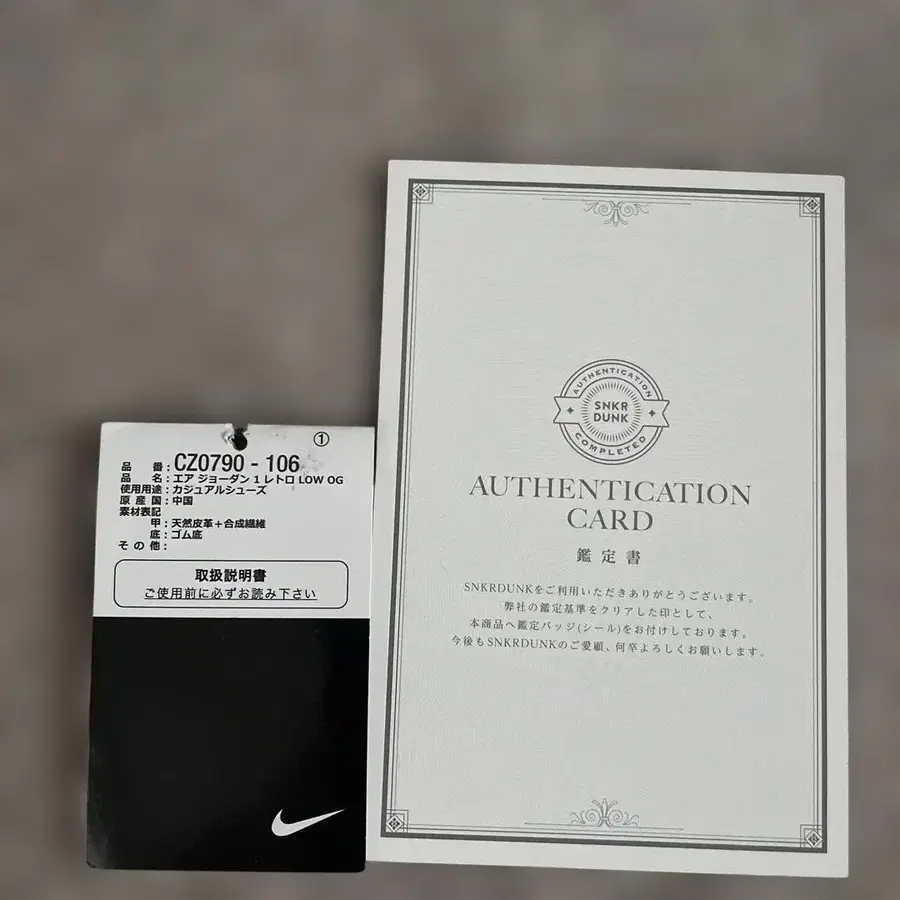 ①
品　番：CZ0790 - 106
品　名：エア ジョーダン 1 レトロ LOW OG
使用用途：カジュアルシューズ
原 産 国：中国
素材表記
甲：天然皮革＋合成繊維
底：ゴム底
そ の 他：
取扱説明書
ご使用前に必ずお読み下さい
AUTHENTICATION
SNKR
DUNK
COMPLETED
AUTHENTICATION
CARD
鑑定書
SNKRDUNKをご利用いただきありがとうございます。
弊社の鑑定基準をクリアした印として、
本商品へ鑑定バッジ(シール)をお付けしております。
今後もSNKRDUNKのご愛顧、何卒よろしくお願いします。